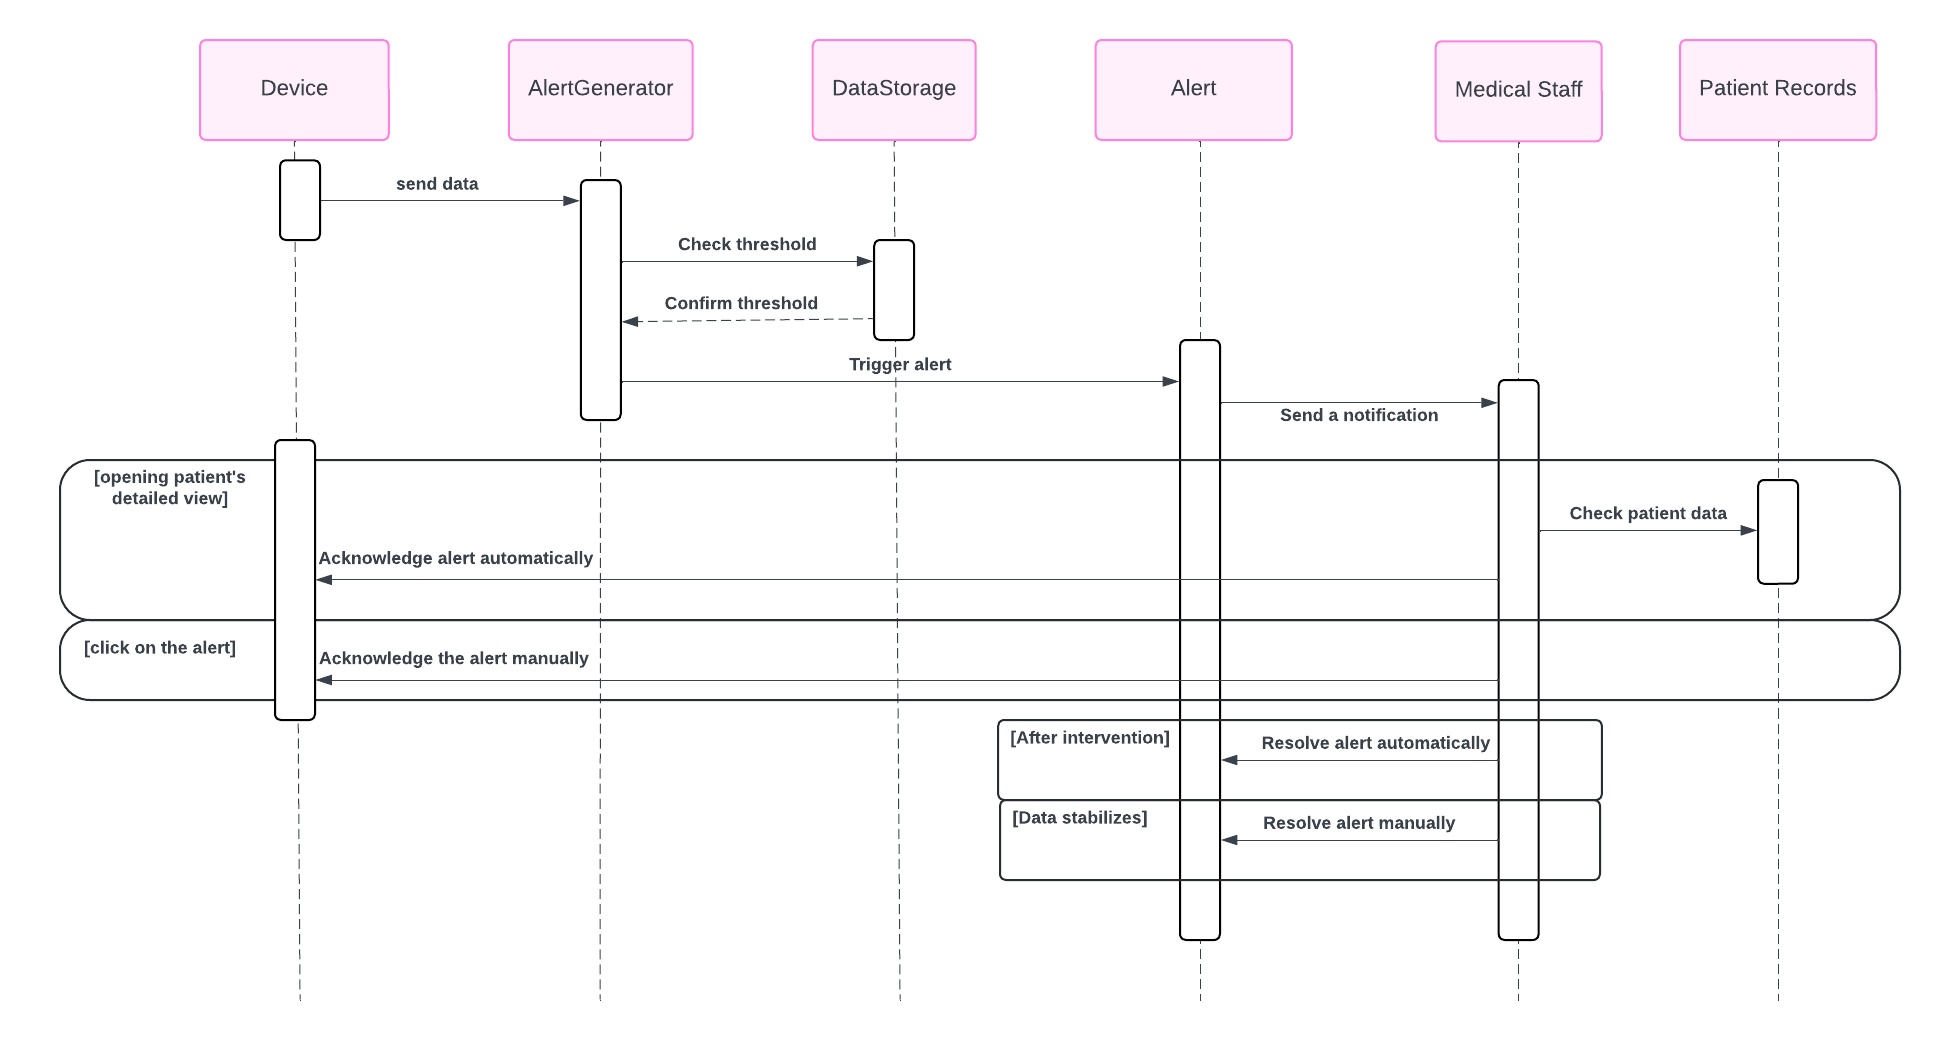 Device
AlertGenerator
DataStorage
Alert
Medical Staff
Patient Records
send data
Check threshold
Confirm threshold
Trigger alert
Send a notification
[opening patient's
detailed view]
Check patient data
Acknowledge alert automatically
[click on the alert]
Acknowledge the alert manually
[After intervention]
Resolve alert automatically
[Data stabilizes]
Resolve alert manually